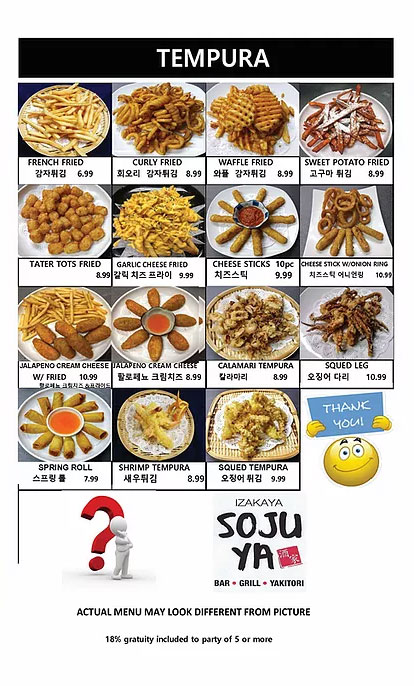 TEMPURA
FRENCH FRIED
감자튀김 6.99
CURLY FRIED
회오리 감자튀김 8.99
WAFFLE FRIED
와플 감자튀김 8.99
SWEET POTATO FRIED
고구마 튀김 8.99
TATER TOTS FRIED
8.99
GARLIC CHEESE FRIED
갈릭 치즈 프라이 9.99
CHEESE STICKS 10pc
치즈스틱 9.99
CHEESE STICK W/ONION RING
치즈스틱 어니언링 10.99
JALAPENO CREAM CHEESE
W/ FRIED 10.99
할로페뇨 크림치즈 &프라이드
JALAPENO CREAM CHEESE
할로페뇨 크림치즈 8.99
CALAMARI TEMPURA
칼라마리 8.99
SQUED LEG
오징어 다리 10.99
SPRING ROLL
스프링 롤 7.99
SHRIMP TEMPURA
새우튀김 8.99
SQUED TEMPURA
오징어 튀김 9.99
THANK
YOU!
IZAKAYA
SOJU
YA
酒家
BAR • GRILL • YAKITORI
ACTUAL MENU MAY LOOK DIFFERENT FROM PICTURE
18% gratuity included to party of 5 or more